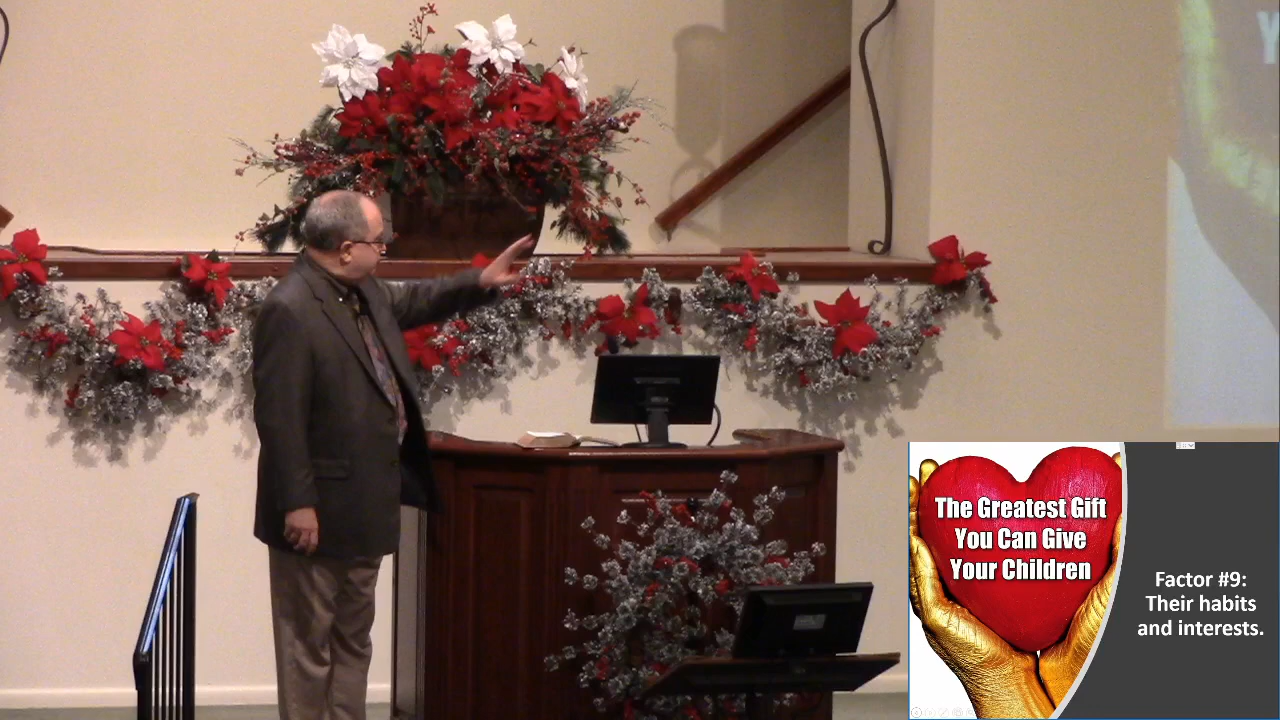 The Greatest Gift
You Can Give
Your Children
Factor #9:
Their habits
and interests.